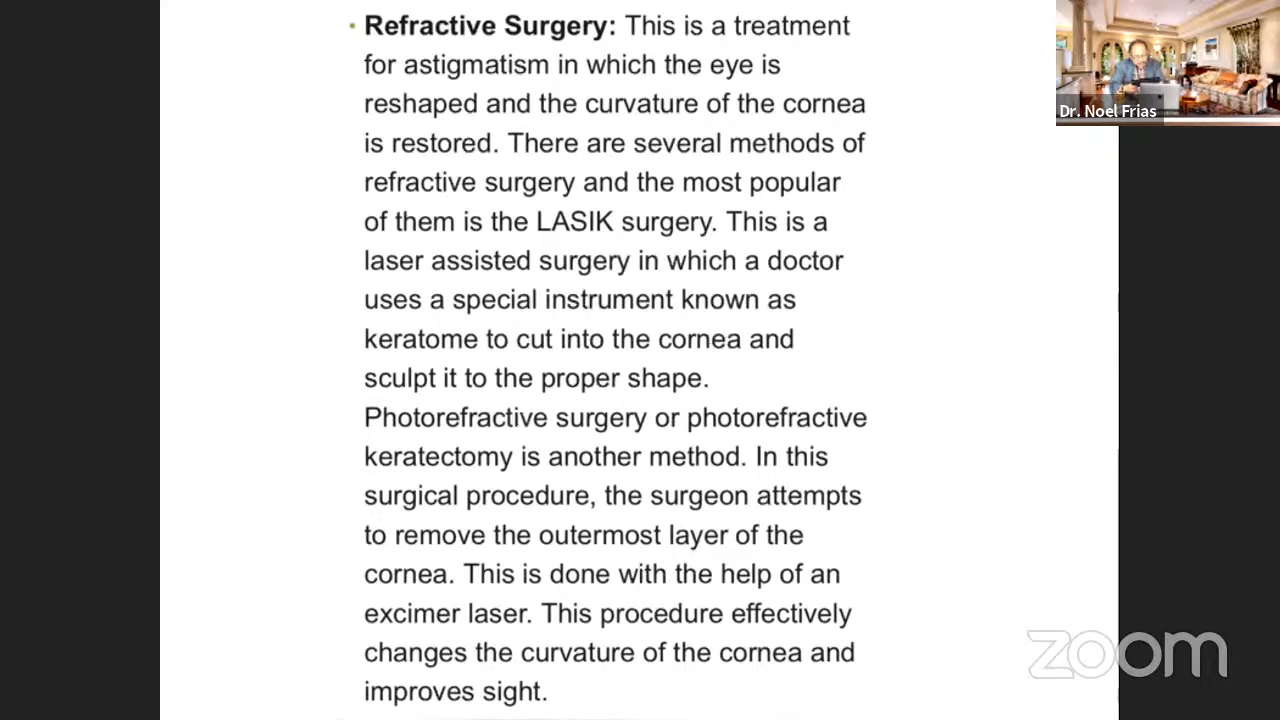 Refractive Surgery: This is a treatment
for astigmatism in which the eye is
reshaped and the curvature of the cornea
is restored. There are several methods of
refractive surgery and the most popular
of them is the LASIK surgery. This is a
laser assisted surgery in which a doctor
uses a special instrument known as
keratome to cut into the cornea and
sculpt it to the proper shape.
Photorefractive surgery or photorefractive
keratectomy is another method. In this
surgical procedure, the surgeon attempts
to remove the outermost layer of the
cornea. This is done with the help of an
excimer laser. This procedure effectively
changes the curvature of the cornea and
improves sight.
Dr. Noel Frias
zoom